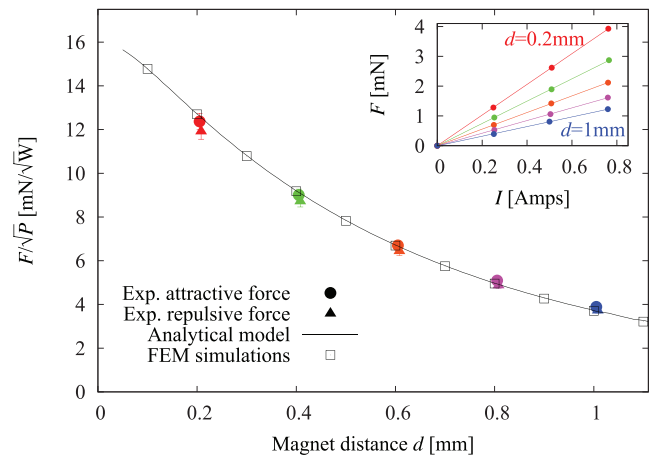 16
14
12
10
8
6
4
2
0
F/√P [mN/√W]
0 0.2 0.4 0.6 0.8 1
Magnet distance d [mm]
Exp. attractive force
Exp. repulsive force
Analytical model
FEM simulations
4
3
2
1
0
F [mN]
d=0.2mm
d=1mm
0 0.2 0.4 0.6 0.8
I [Amps]